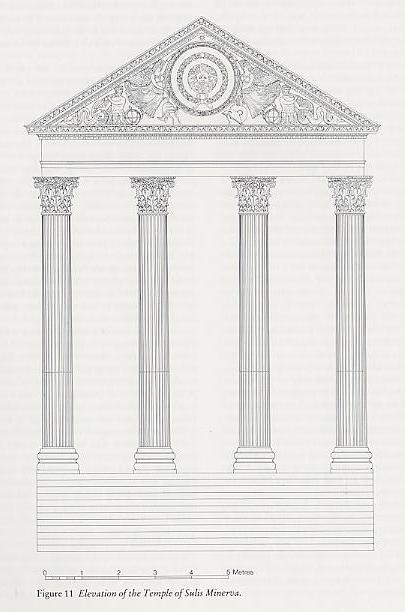 0 1 2 3 4 5 Metres
Figure 11 Elevation of the Temple of Sulis Minerva.